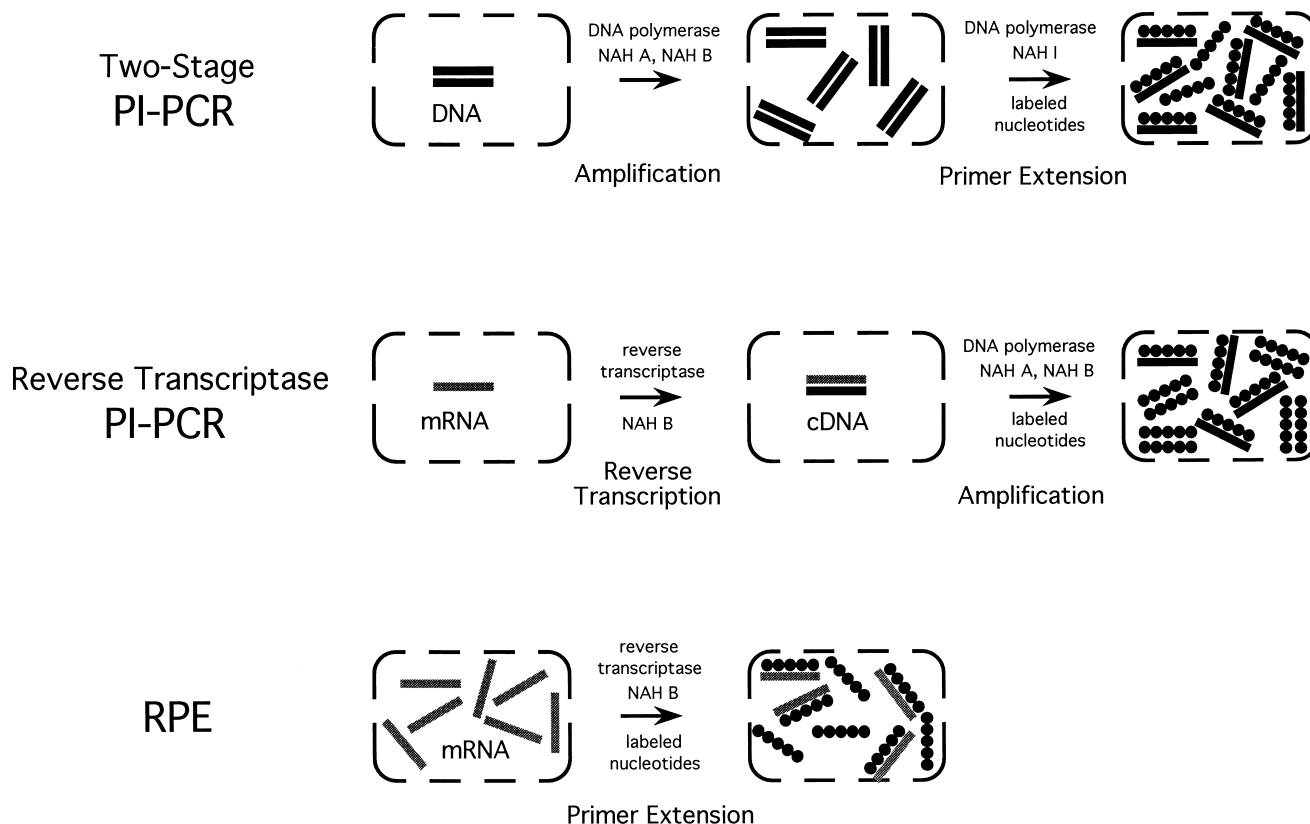 Two-Stage
PI-PCR
DNA
DNA polymerase
NAH A, NAH B
Amplification
DNA polymerase
NAH I
labeled
nucleotides
Primer Extension
Reverse Transcriptase
PI-PCR
mRNA
reverse
transcriptase
NAH B
Reverse
Transcription
cDNA
DNA polymerase
NAH A, NAH B
labeled
nucleotides
Amplification
RPE
mRNA
reverse
transcriptase
NAH B
labeled
nucleotides
Primer Extension